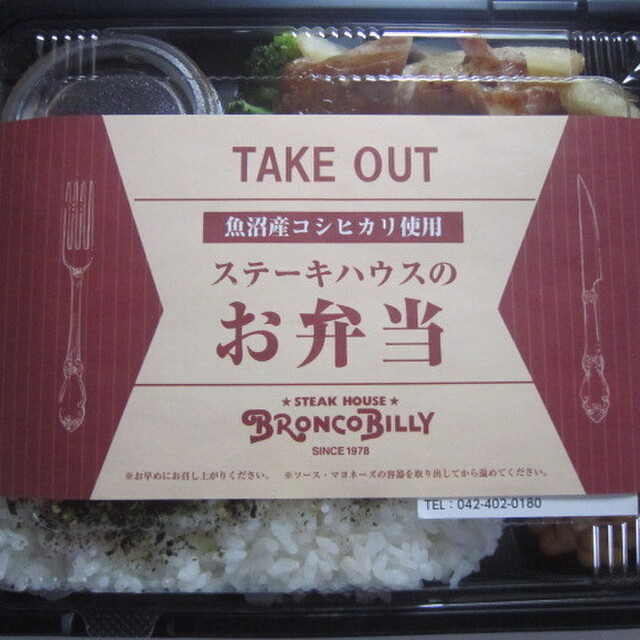 TAKE OUT
魚沼産コシヒカリ使用
ステーキハウスの
お弁当
★ STEAK HOUSE ★
BRONCO BILLY
SINCE 1978
※お早めにお召し上がりください。 ※ソース・マヨネーズの容器を取り出してから温めてください。
TEL：042-402-0180